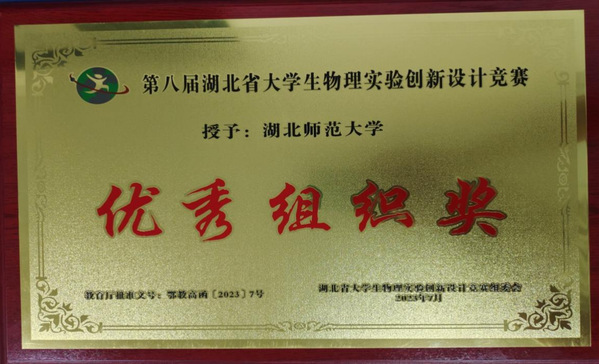 第八届湖北省大学生物理实验创新设计竞赛
授予：湖北师范大学
优秀组织奖
教育厅批准文号：鄂教高函［2023］7号
湖北省大学生物理实验创新设计竞赛组委会
2023年7月